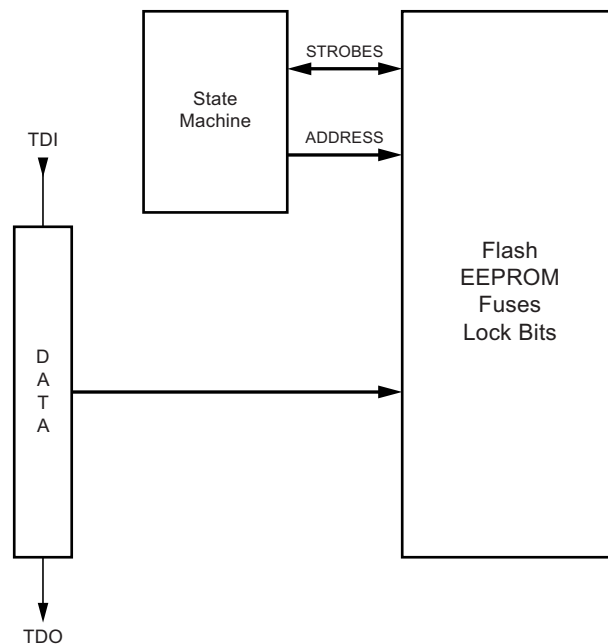 STROBES
State
Machine
ADDRESS
TDI
Flash
EEPROM
Fuses
Lock Bits
D
A
T
A
TDO